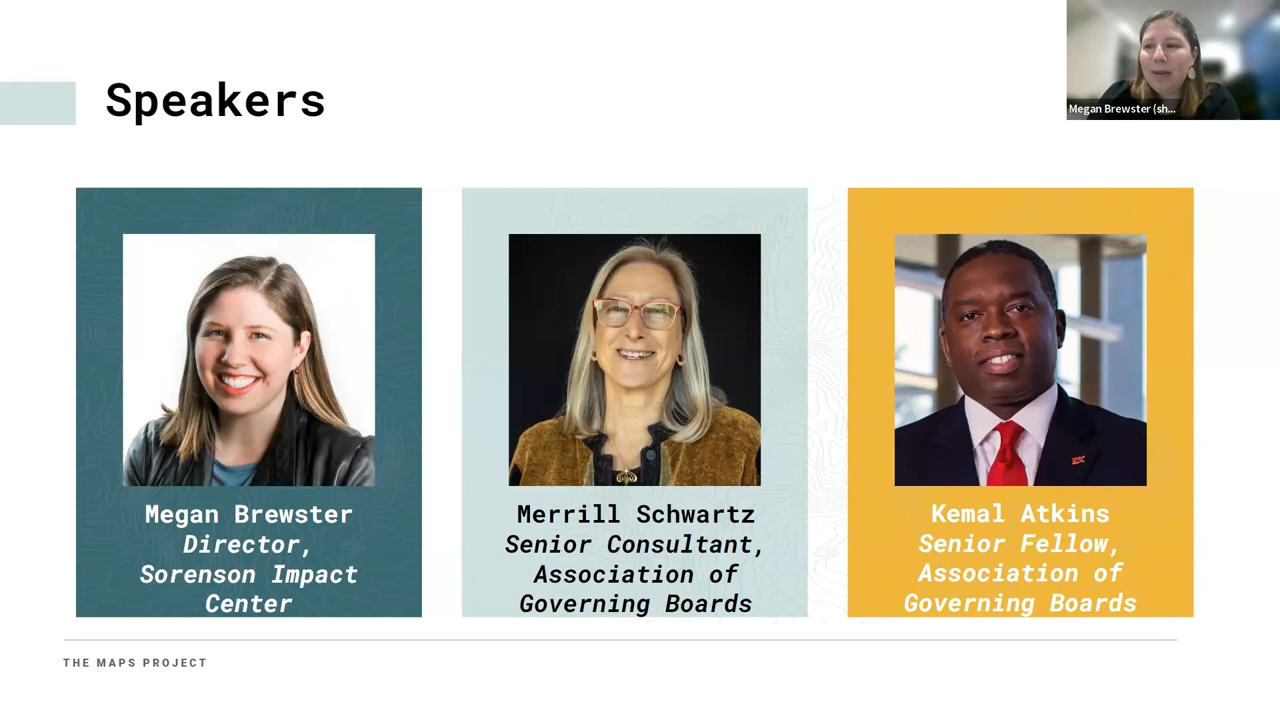 Speakers
Megan Brewster (sh...
Megan Brewster
Director,
Sorenson Impact
Center
Merrill Schwartz
Senior Consultant,
Association of
Governing Boards
Kemal Atkins
Senior Fellow,
Association of
Governing Boards
THE MAPS PROJECT